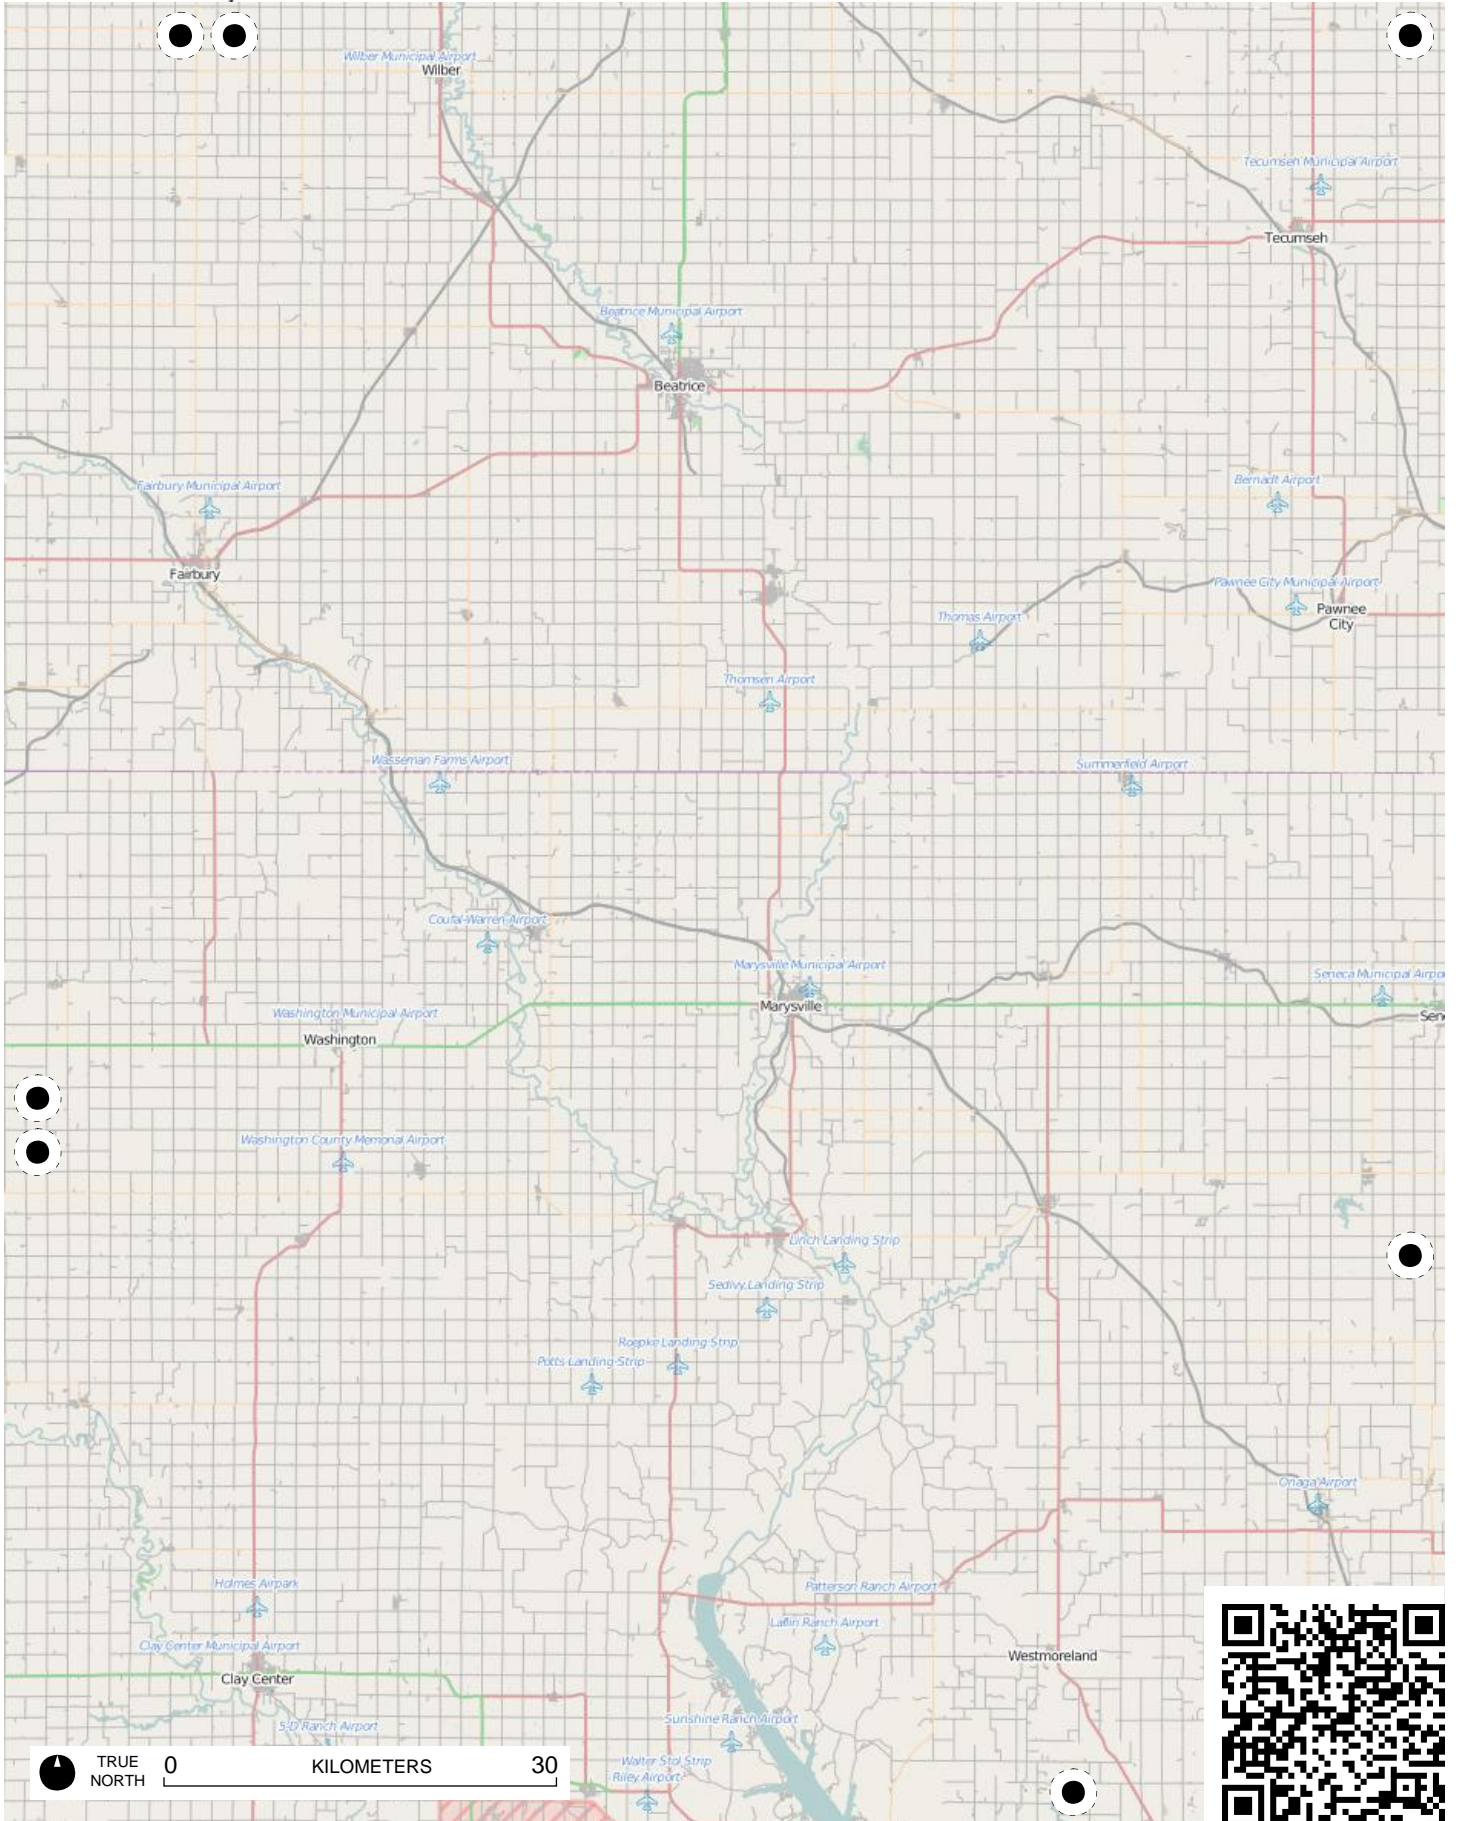 Wilber Municipal Airport
Wilber
Tecumseh Municipal Airport
Tecumseh
Beatrice Municipal Airport
Beatrice
Fairbury Municipal Airport
Bernadt Airport
Fairbury
Pawnee City Municipal Airport
Thomas Airport
Pawnee
City
Thomsen Airport
Wasseman Farms Airport
Summerfield Airport
Coufal-Warren Airport
Marysville Municipal Airport
Seneca Municipal Airpor
Marysville
Washington Municipal Airport
Sen
Washington
Washington County Memorial Airport
Linch Landing Strip
Sedivy Landing Strip
Roepke Landing Strip
Potts Landing Strip
Onaga Airport
Holmes Airpark
Patterson Ranch Airport
Laflin Ranch Airport
Clay Center Municipal Airport
Westmoreland
Clay Center
Sunshine Ranch Airport
5-D Ranch Airport
TRUE
NORTH
0 KILOMETERS 30
Walter Stol Strip
Riley Airport